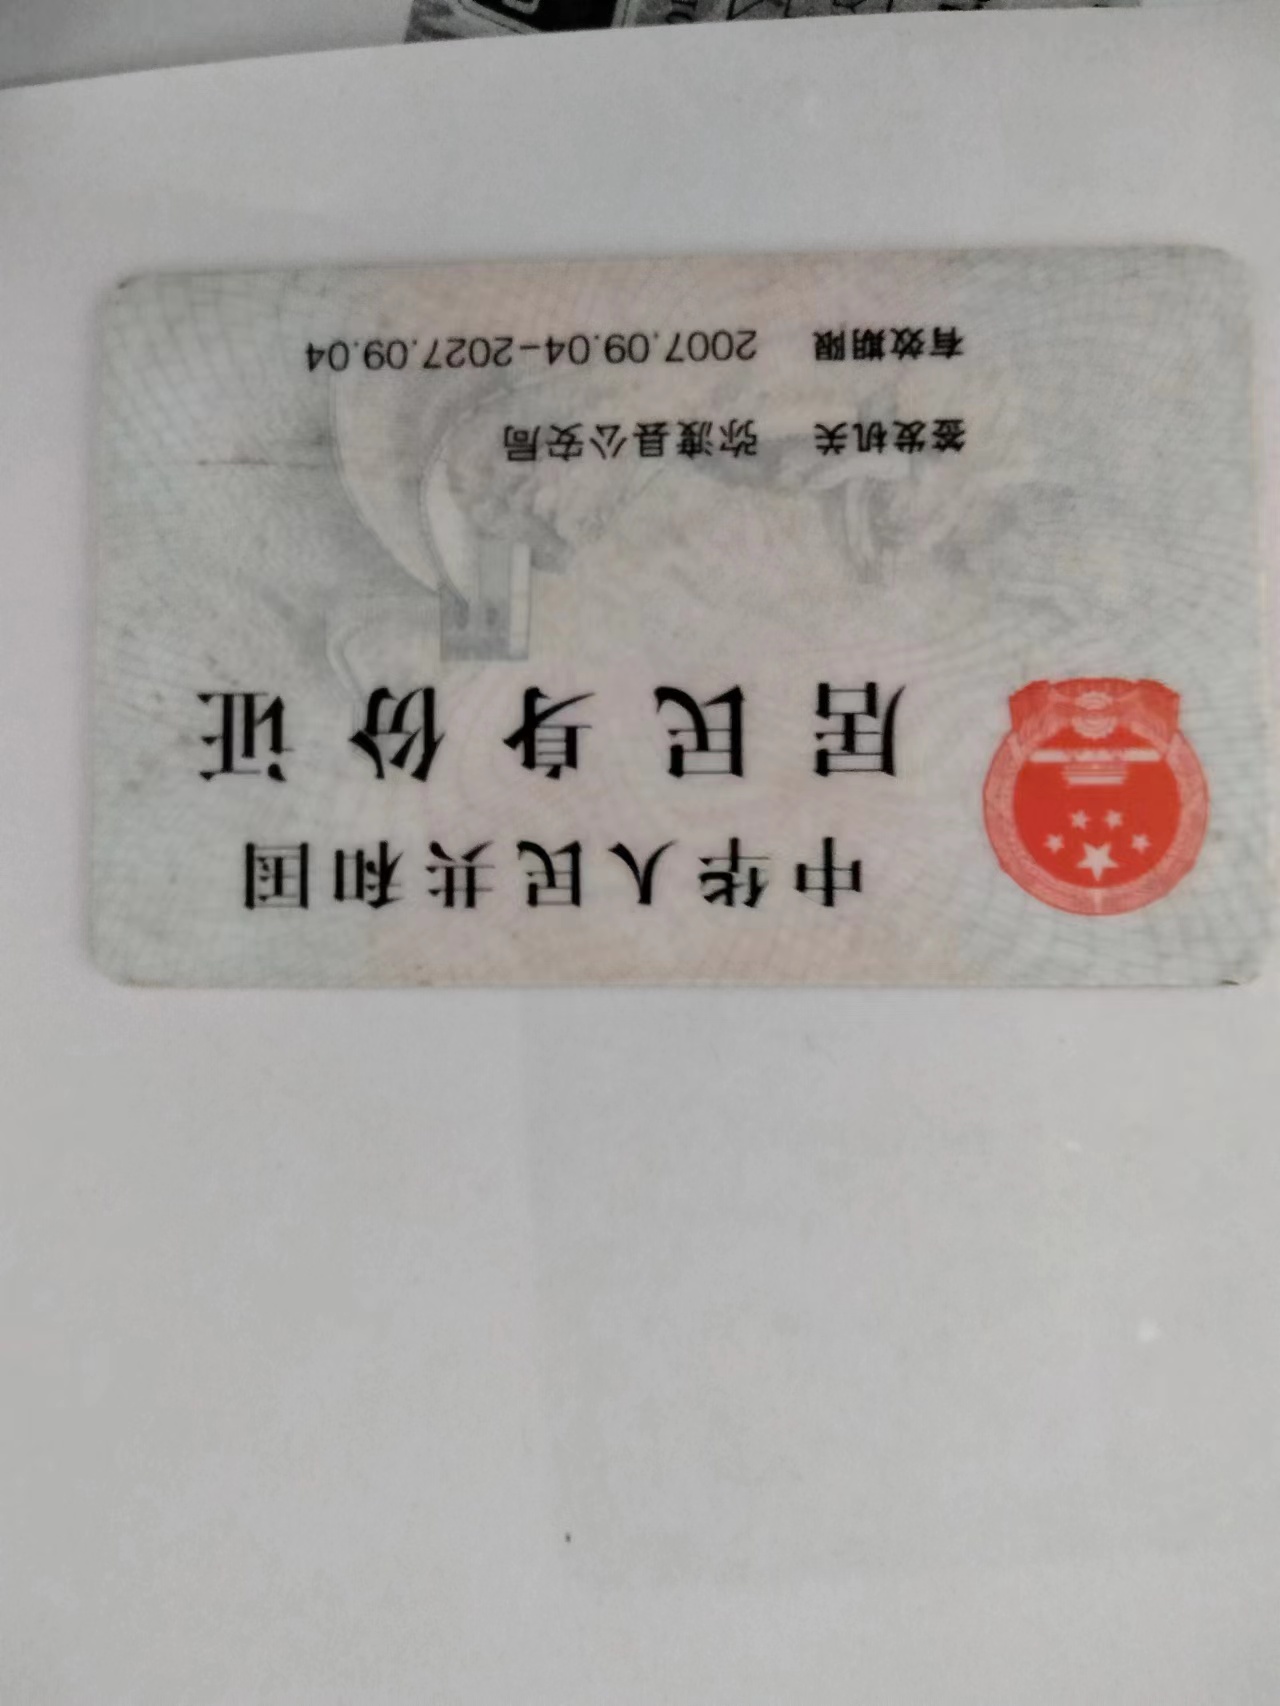 中华人民共和国
居民身份证
签发机关 弥渡县公安局
有效期限 2007.09.04-2027.09.04